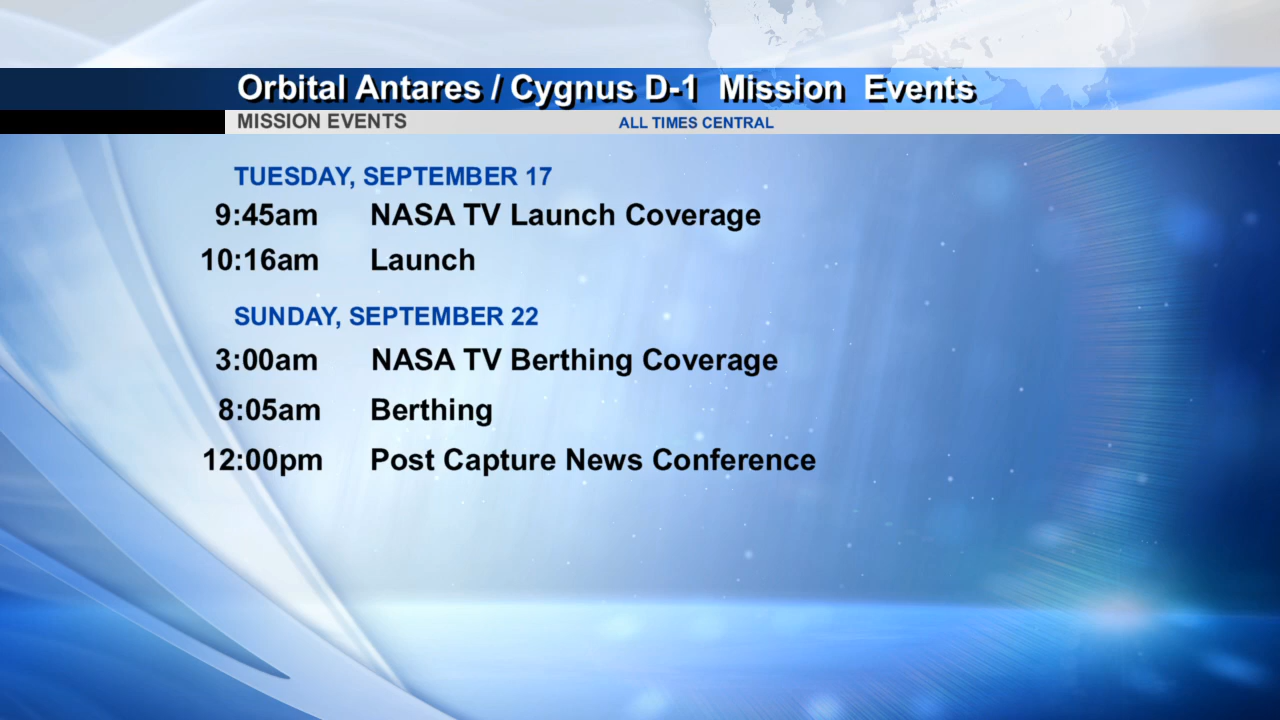 Orbital Antares / Cygnus D-1 Mission Events
MISSION EVENTS ALL TIMES CENTRAL
TUESDAY, SEPTEMBER 17
9:45am NASA TV Launch Coverage
10:16am Launch
SUNDAY, SEPTEMBER 22
3:00am NASA TV Berthing Coverage
8:05am Berthing
12:00pm Post Capture News Conference